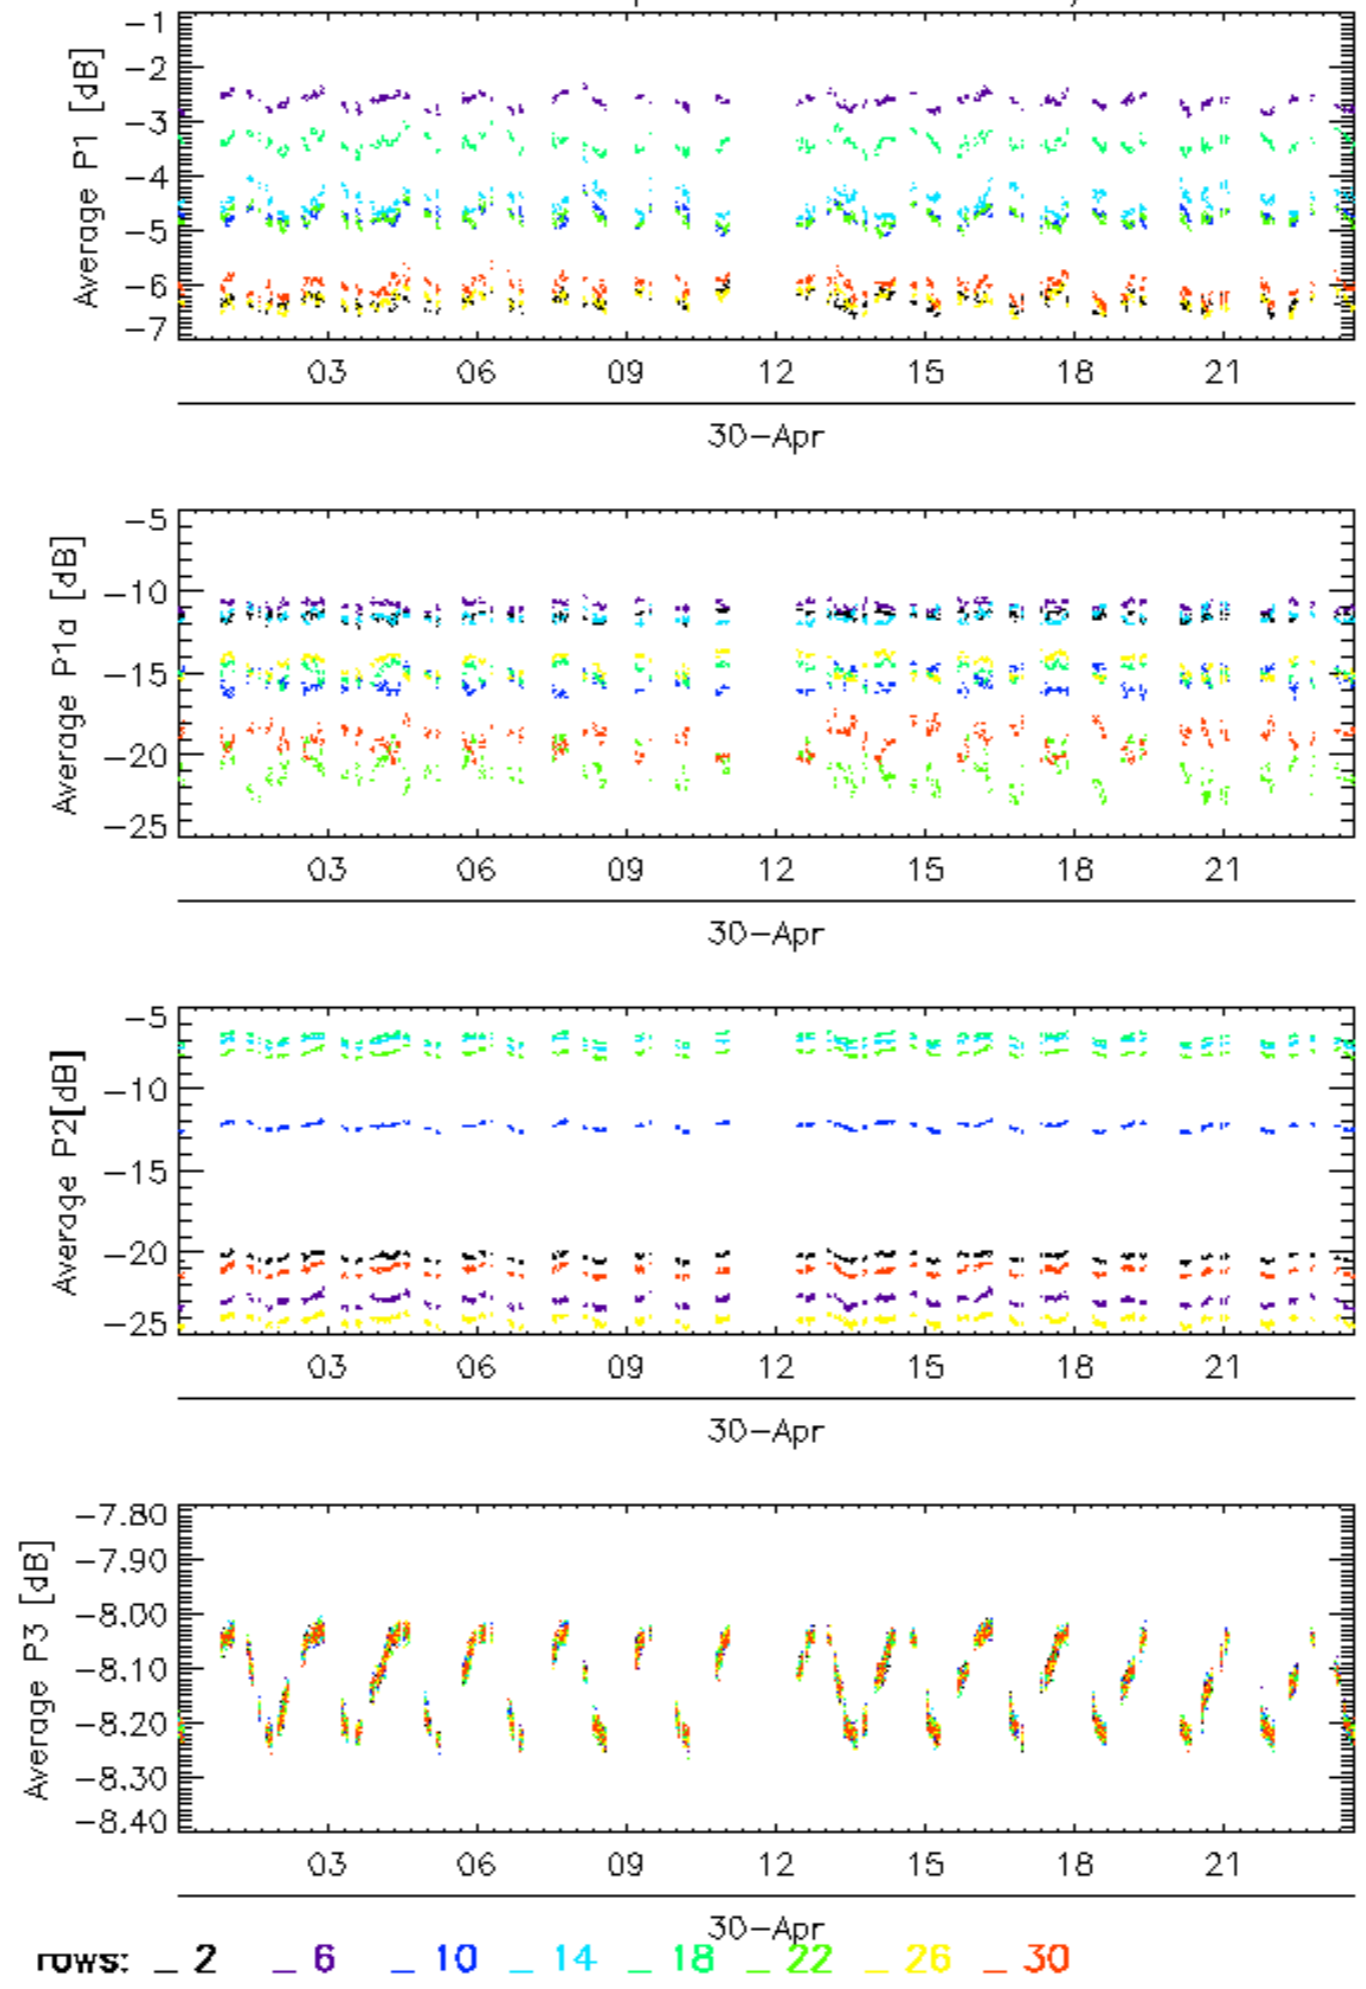 -1
-2
-3
-4
-5
-6
-7
Average P1 [dB]
03 06 09 12 15 18 21
30-Apr
-5
-10
-15
-20
-25
Average P1a [dB]
03 06 09 12 15 18 21
30-Apr
-5
-10
-15
-20
-25
Average P2[dB]
03 06 09 12 15 18 21
30-Apr
-7.80
-7.90
-8.00
-8.10
-8.20
-8.30
-8.40
Average P3 [dB]
03 06 09 12 15 18 21
30-Apr
rows: _ 2 _ 6 _ 10 _ 14 _ 18 _ 22 _ 26 _ 30